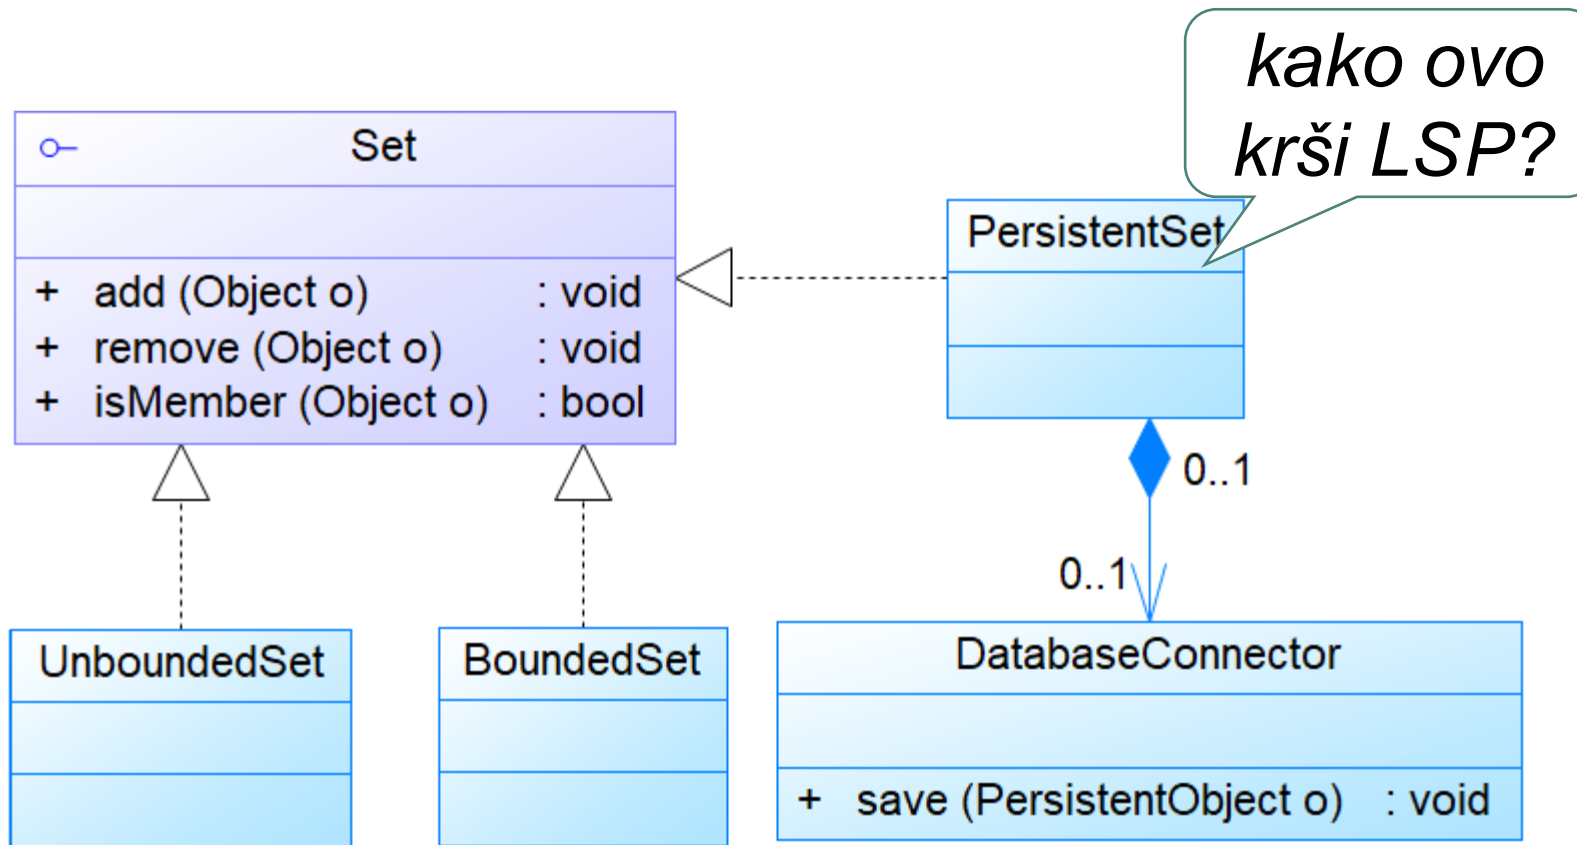 kako ovo
krši LSP?
Set
+ add (Object o) : void
+ remove (Object o) : void
+ isMember (Object o) : bool
PersistentSet
0..1
0..1
UnboundedSet
BoundedSet
DatabaseConnector
+ save (PersistentObject o) : void